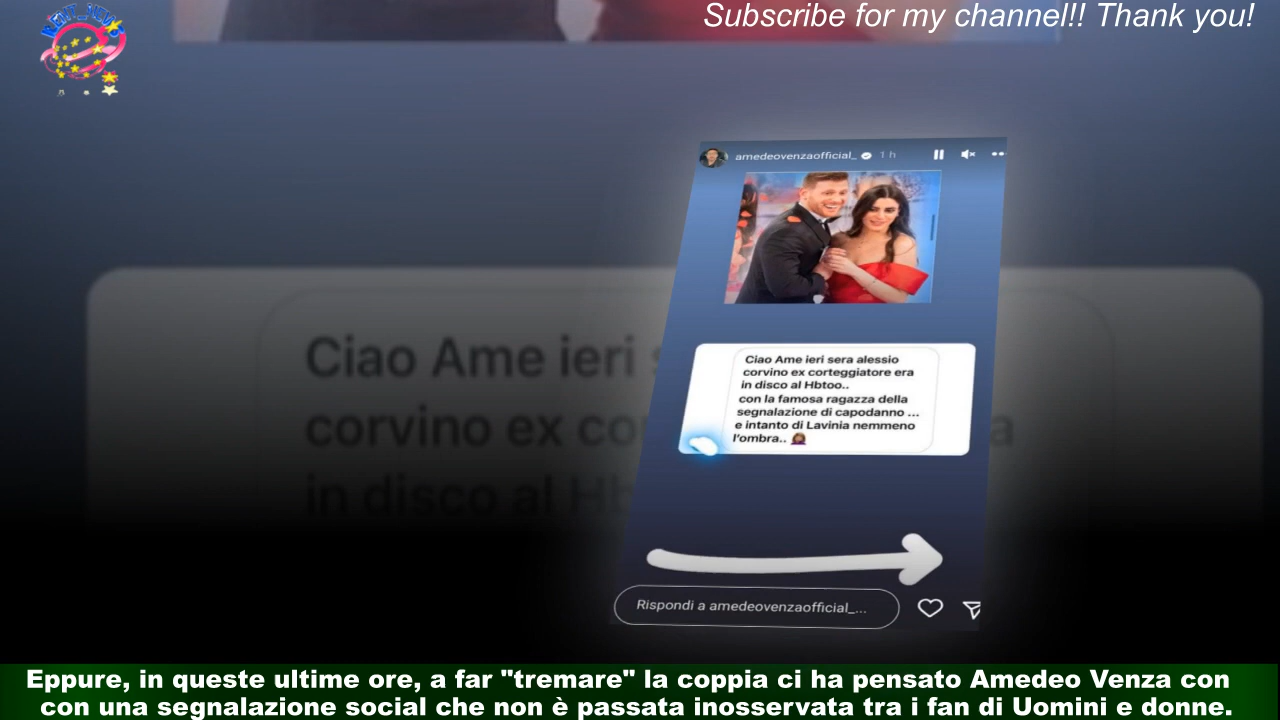 Subscribe for my channel!! Thank you!
amedeovenzaofficial_ 1 h
Ciao Ame ieri
corvino ex co
in disco al Hb
Ciao Ame ieri sera alessio
corvino ex corteggiatore era
in disco al Hbtoo..
con la famosa ragazza della
segnalazione di capodanno ...
e intanto di Lavinia nemmeno
l'ombra.. 🤦🏾‍♀️
Rispondi a amedeovenzaofficial_...
Eppure, in queste ultime ore, a far "tremare" la coppia ci ha pensato Amedeo Venza con
con una segnalazione social che non è passata inosservata tra i fan di Uomini e donne.